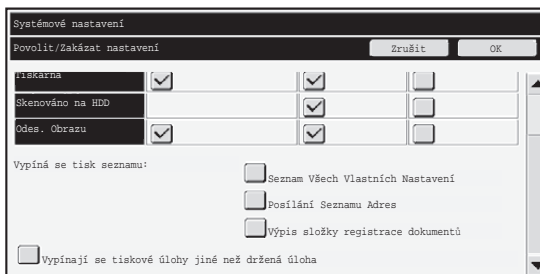 Systémové nastavení
Povolit/Zakázat nastavení Zrušit OK
Tiskárna
Skenováno na HDD
Odes. Obrazu
Vypíná se tisk seznamu:
Seznam Všech Vlastních Nastavení
Posílání Seznamu Adres
Výpis složky registrace dokumentů
Vypínají se tiskové úlohy jiné než držená úloha